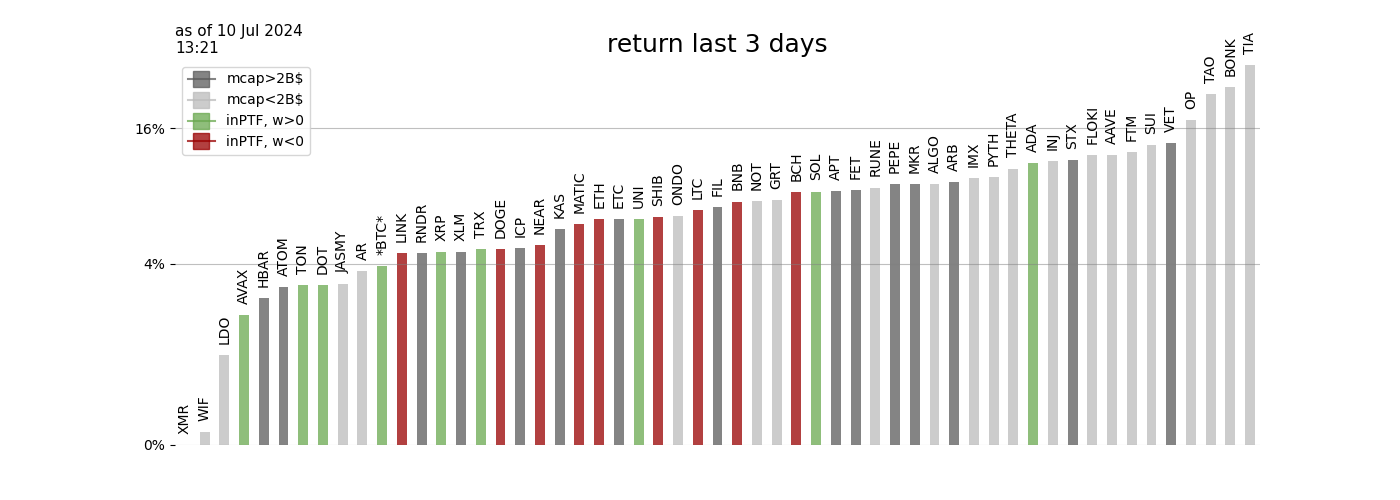 as of 10 Jul 2024
13:21
return last 3 days
mcap>2B$
mcap<2B$
inPTF, w>0
inPTF, w<0
16%
4%
0%
XMR
WIF
LDO
AVAX
HBAR
ATOM
TON
DOT
JASMY
AR
*BTC*
LINK
RNDR
XRP
XLM
TRX
DOGE
ICP
NEAR
KAS
MATIC
ETH
ETC
UNI
SHIB
ONDO
LTC
FIL
BNB
NOT
GRT
BCH
SOL
APT
FET
RUNE
PEPE
MKR
ALGO
ARB
IMX
PYTH
THETA
ADA
INJ
STX
FLOKI
AAVE
FTM
SUI
VET
OP
TAO
BONK
TIA